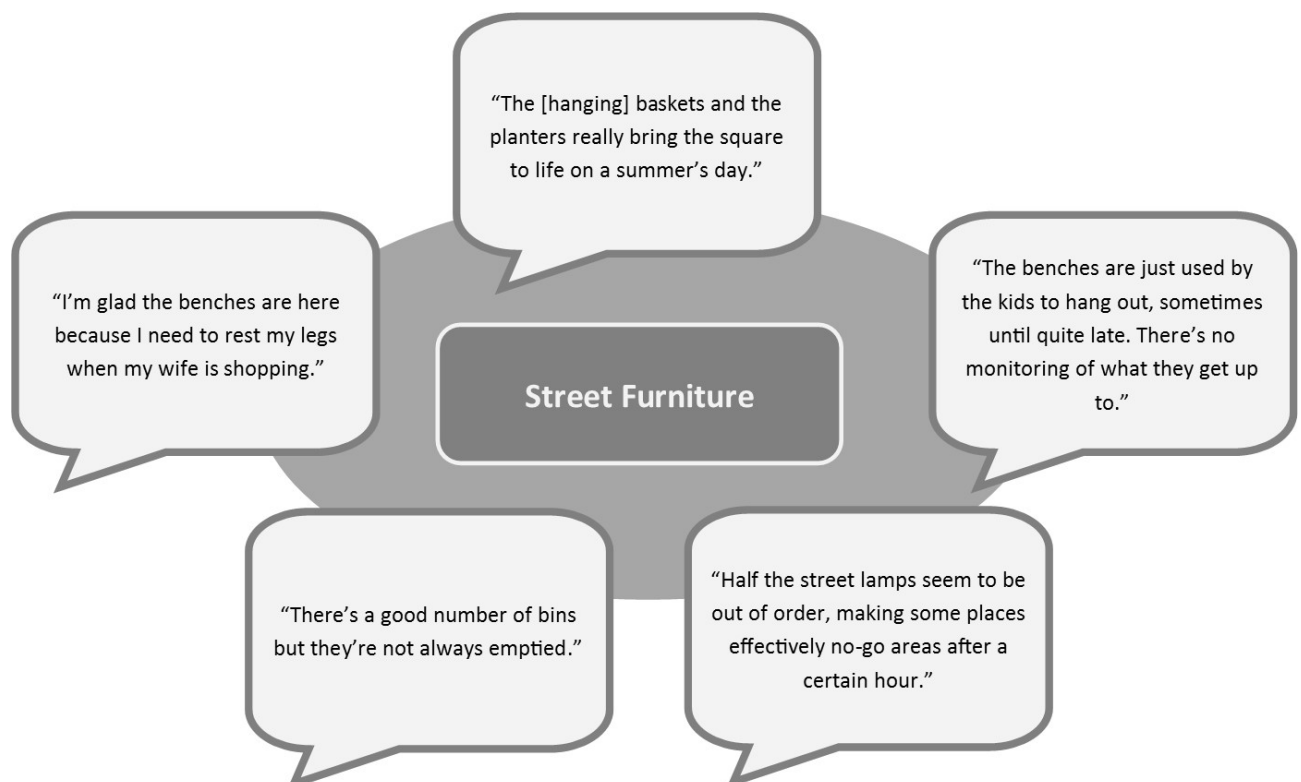 “The [hanging] baskets and the
planters really bring the square
to life on a summer’s day.”
“I’m glad the benches are here
because I need to rest my legs
when my wife is shopping.”
“The benches are just used by
the kids to hang out, sometimes
until quite late. There’s no
monitoring of what they get up
to.”
Street Furniture
“There’s a good number of bins
but they’re not always emptied.”
“Half the street lamps seem to be
out of order, making some places
effectively no-go areas after a
certain hour.”